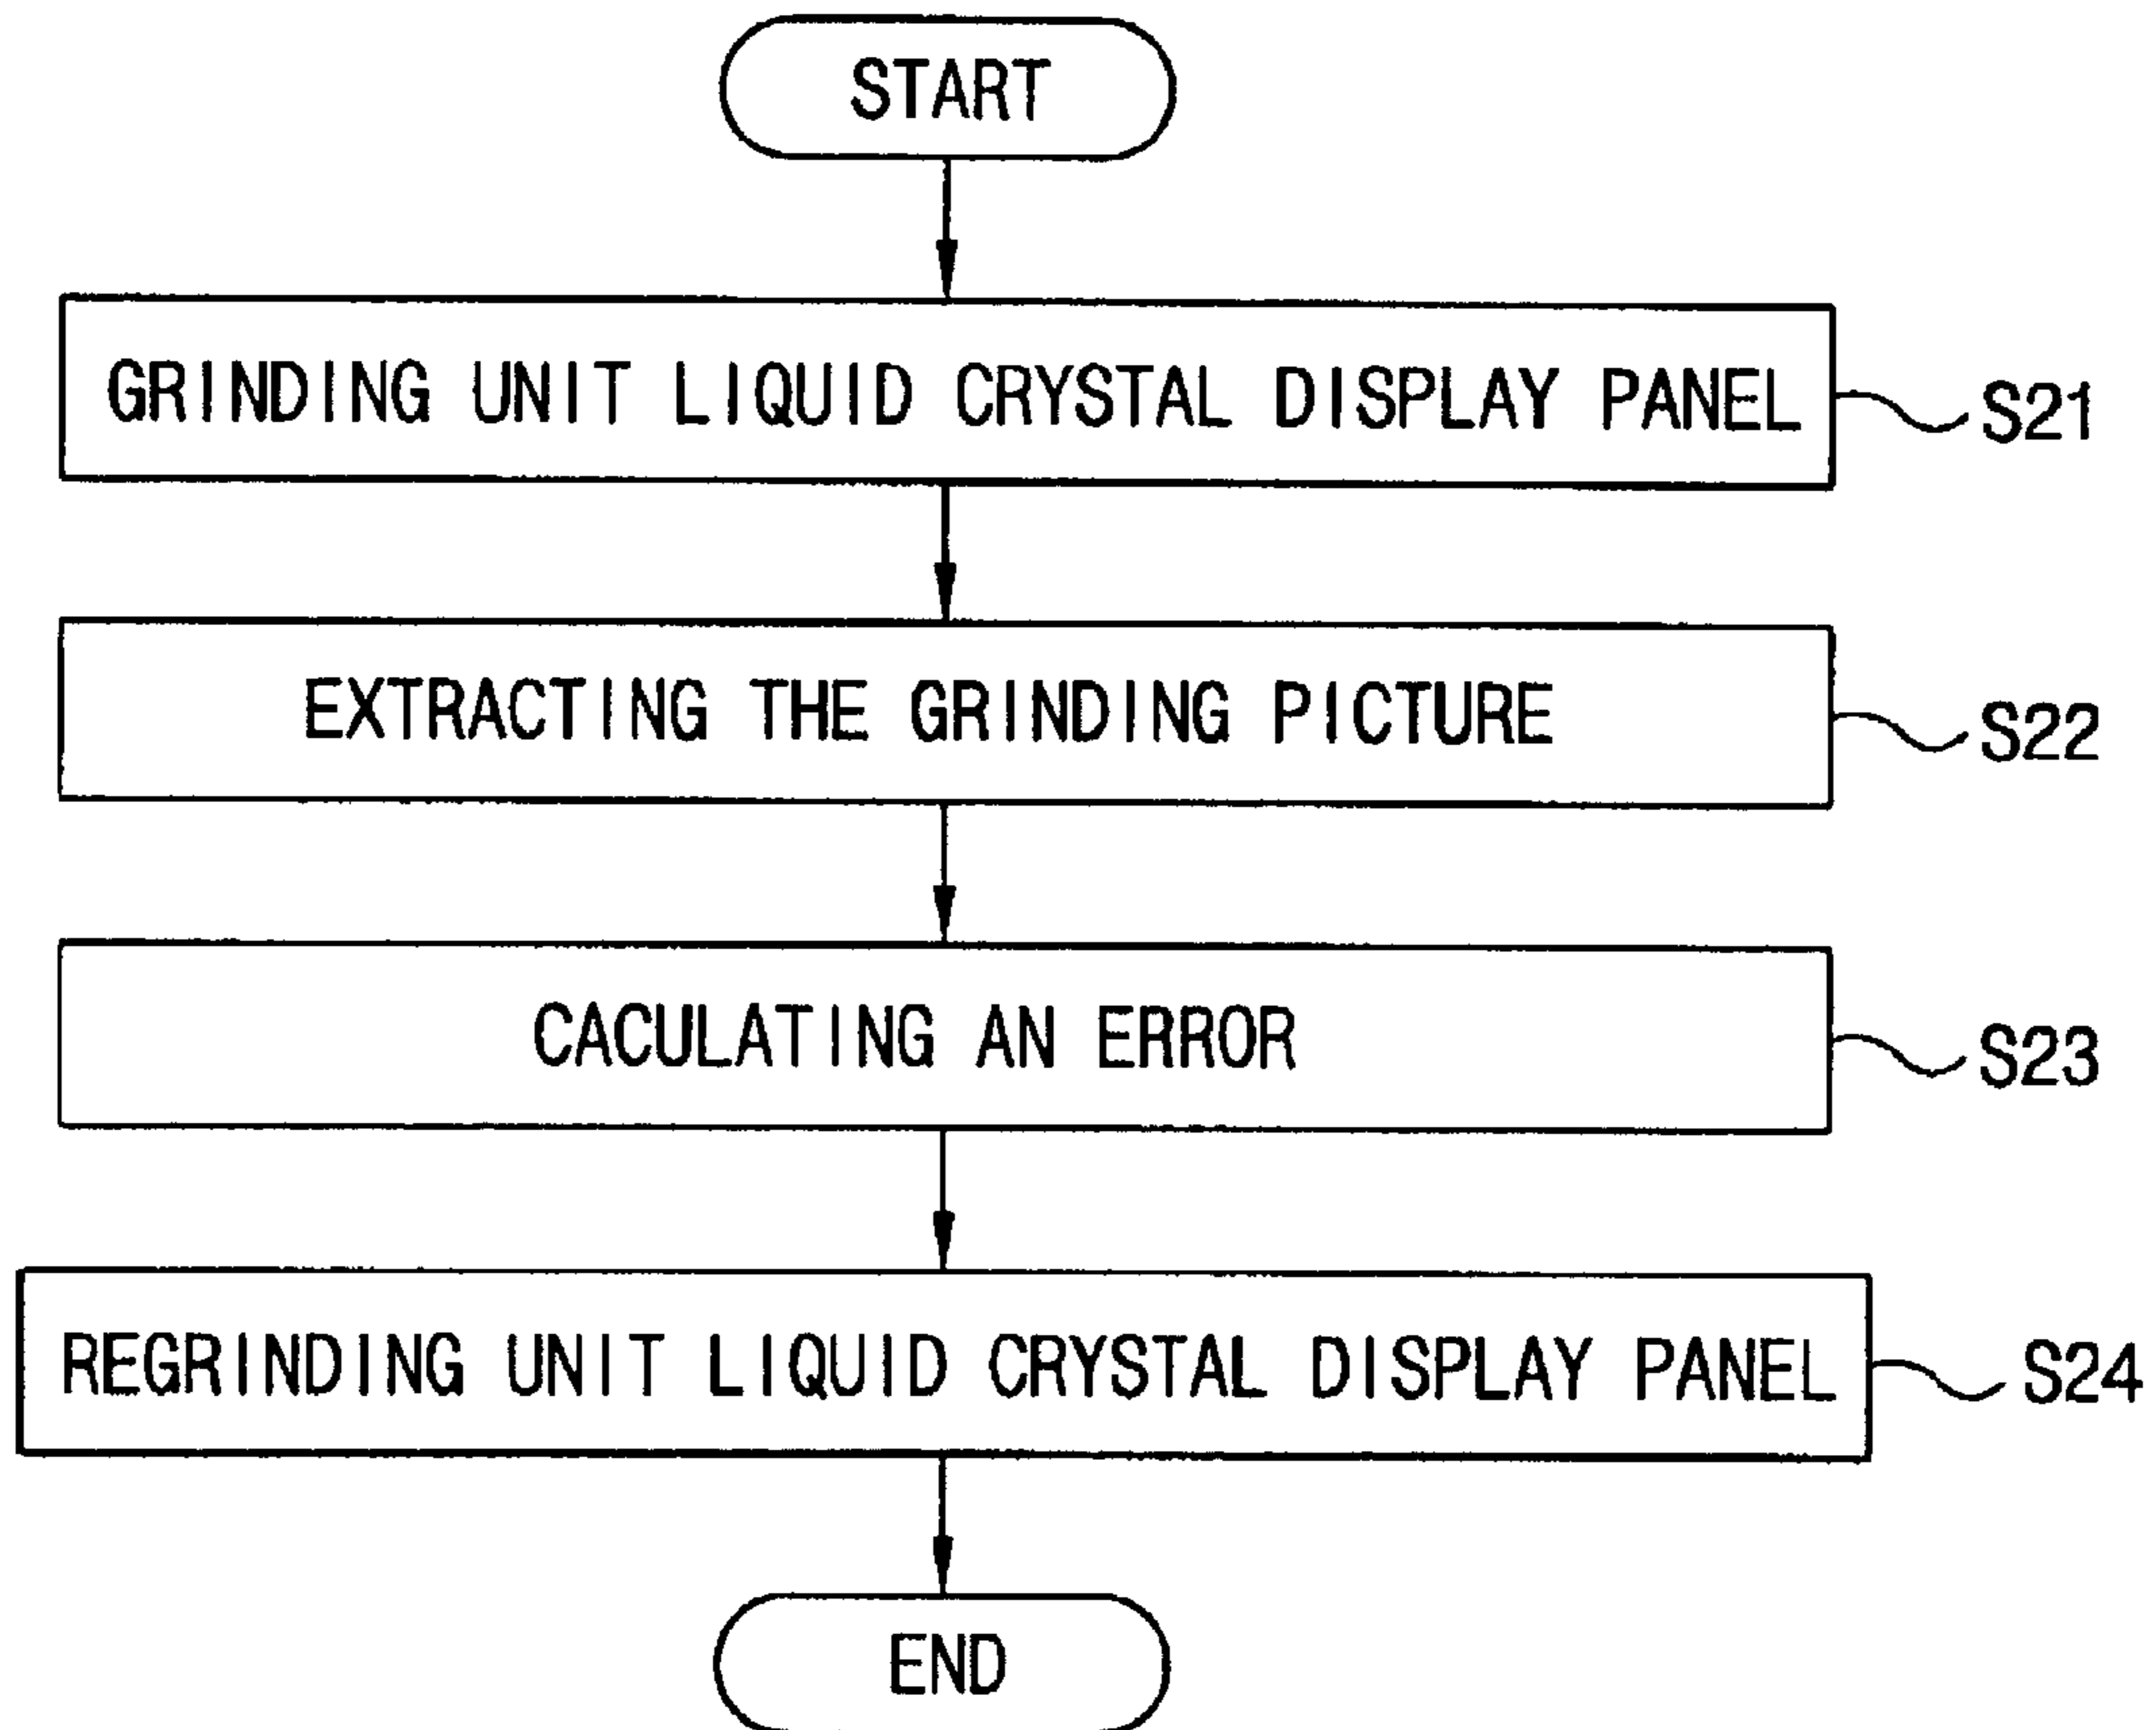 START
GRINDING UNIT LIQUID CRYSTAL DISPLAY PANEL S21
EXTRACTING THE GRINDING PICTURE S22
CACULATING AN ERROR S23
REGRINDING UNIT LIQUID CRYSTAL DISPLAY PANEL S24
END